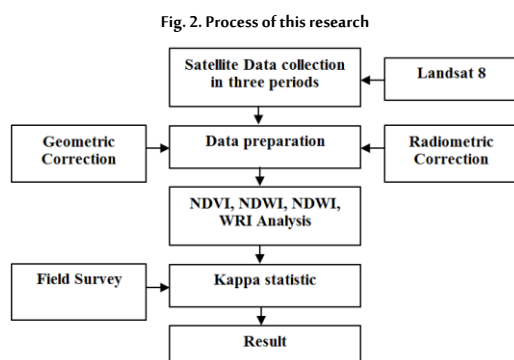 Fig. 2. Process of this research
Satellite Data collection
in three periods
Landsat 8
Geometric
Correction
Data preparation
Radiometric
Correction
NDVI, NDWI, NDWI,
WRI Analysis
Field Survey
Kappa statistic
Result